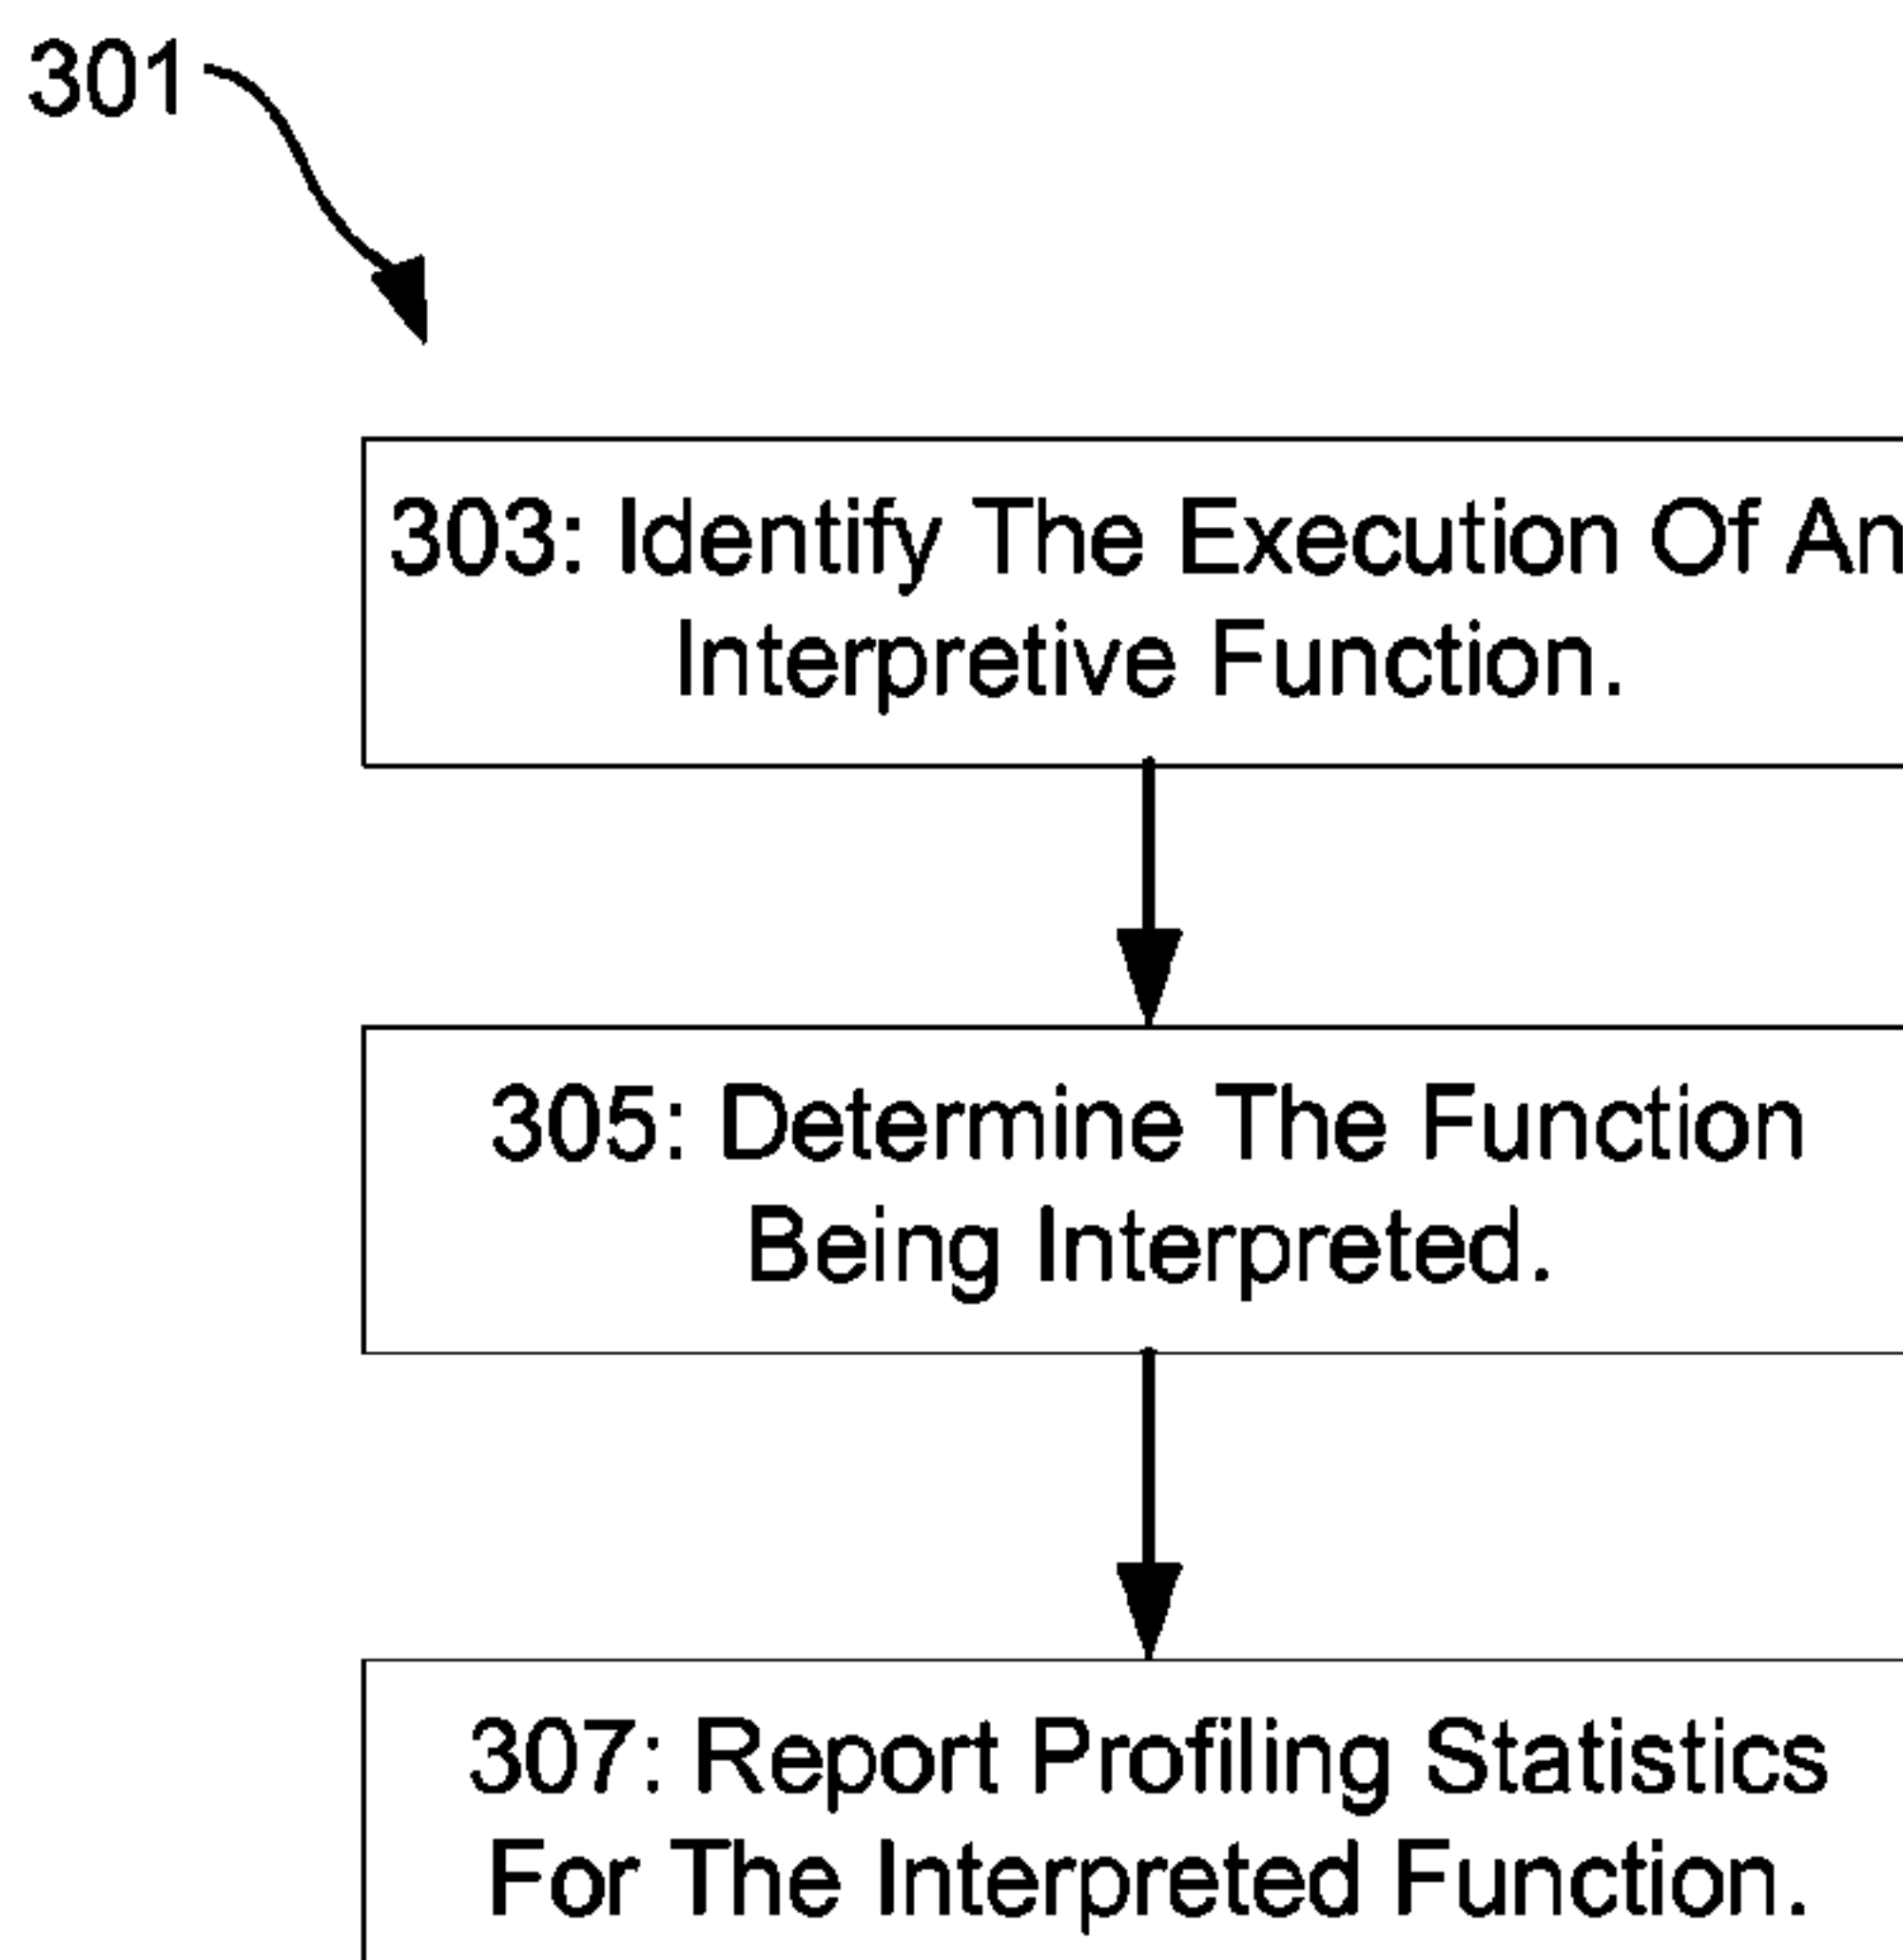 301
303: Identify The Execution Of An
Interpretive Function.
305: Determine The Function
Being Interpreted.
307: Report Profiling Statistics
For The Interpreted Function.